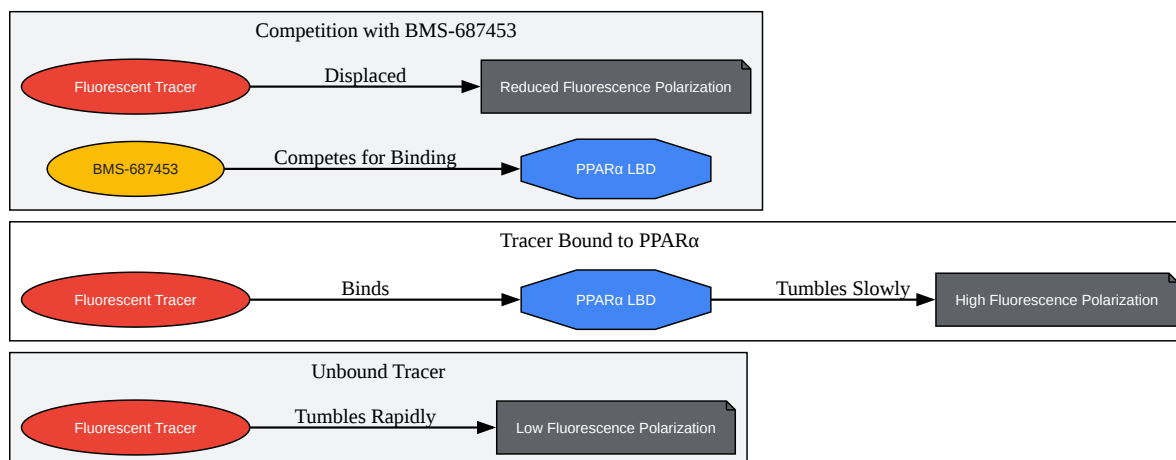 Competition with BMS-687453
Fluorescent Tracer
Displaced
Reduced Fluorescence Polarization
BMS-687453
Competes for Binding
PPARα LBD
Tracer Bound to PPARα
Fluorescent Tracer
Binds
PPARα LBD
Tumbles Slowly
High Fluorescence Polarization
Unbound Tracer
Fluorescent Tracer
Tumbles Rapidly
Low Fluorescence Polarization